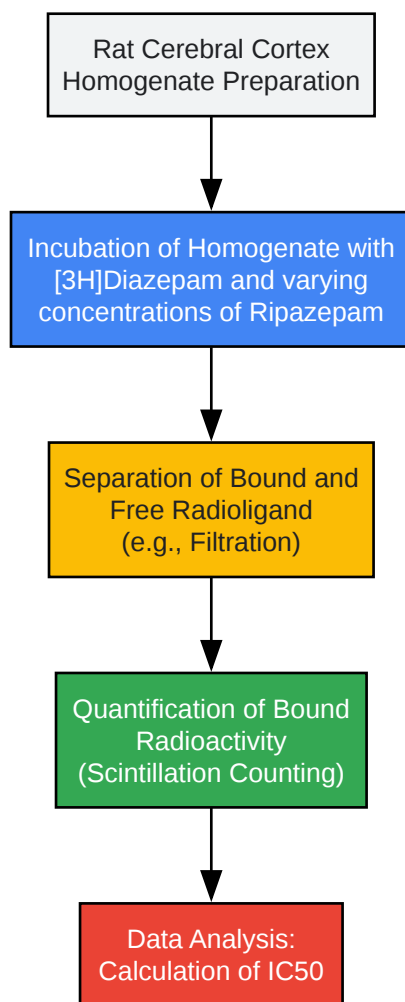 Rat Cerebral Cortex
Homogenate Preparation
Incubation of Homogenate with
[3H]Diazepam and varying
concentrations of Ripazepam
Separation of Bound and
Free Radioligand
(e.g., Filtration)
Quantification of Bound
Radioactivity
(Scintillation Counting)
Data Analysis:
Calculation of IC50